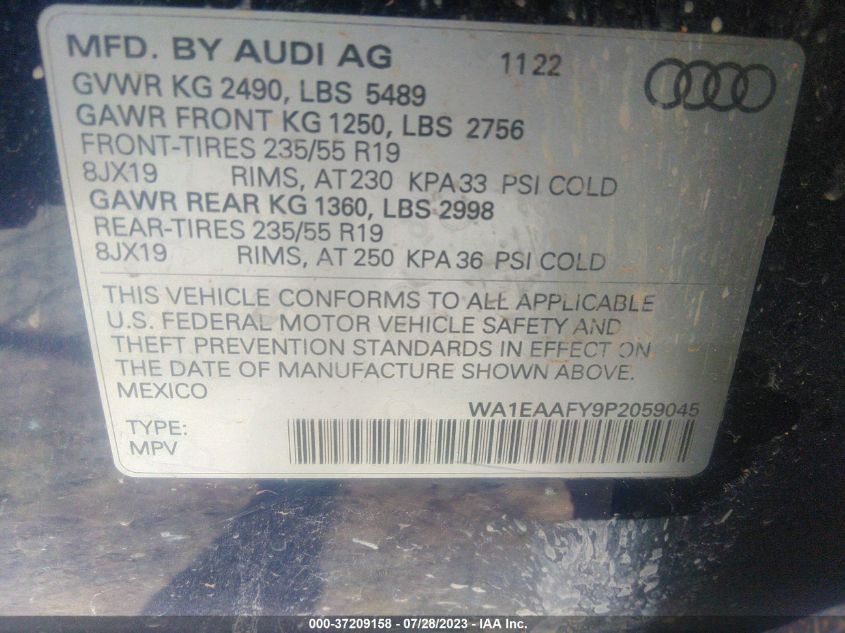 MFD. BY AUDI AG 11 22
GVWR KG 2490, LBS 5489
GAWR FRONT KG 1250, LBS 2756
FRONT-TIRES 235/55 R19
8JX19 RIMS, AT 230 KPA 33 PSI COLD
GAWR REAR KG 1360, LBS 2998
REAR-TIRES 235/55 R19
8JX19 RIMS, AT 250 KPA 36 PSI COLD
THIS VEHICLE CONFORMS TO ALL APPLICABLE
U.S. FEDERAL MOTOR VEHICLE SAFETY AND
THEFT PREVENTION STANDARDS IN EFFECT ON
THE DATE OF MANUFACTURE SHOWN ABOVE.
MEXICO
WA1EAAFY9P2059045
TYPE:
MPV
000-37209158 - 07/28/2023 - IAA Inc.